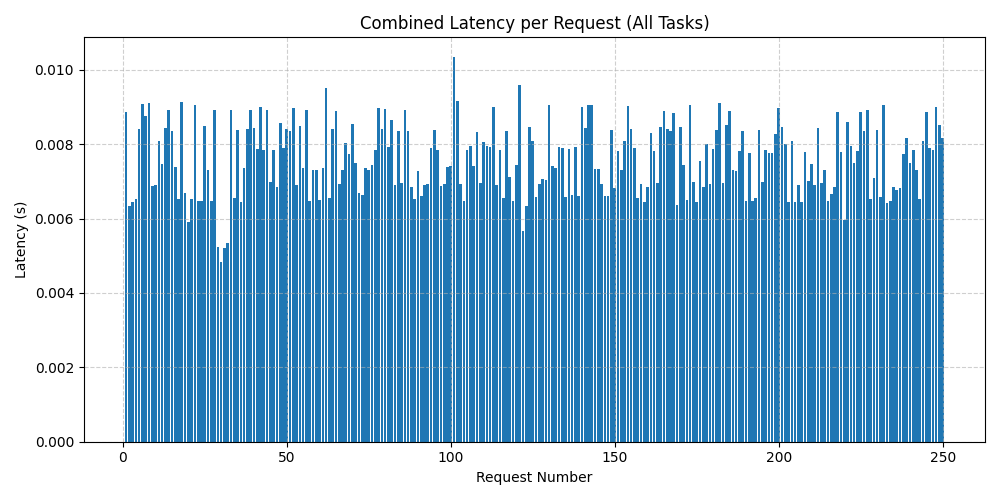 Combined Latency per Request (All Tasks)
Latency (s)
0.010
0.008
0.006
0.004
0.002
0.000
0 50 100 150 200 250
Request Number